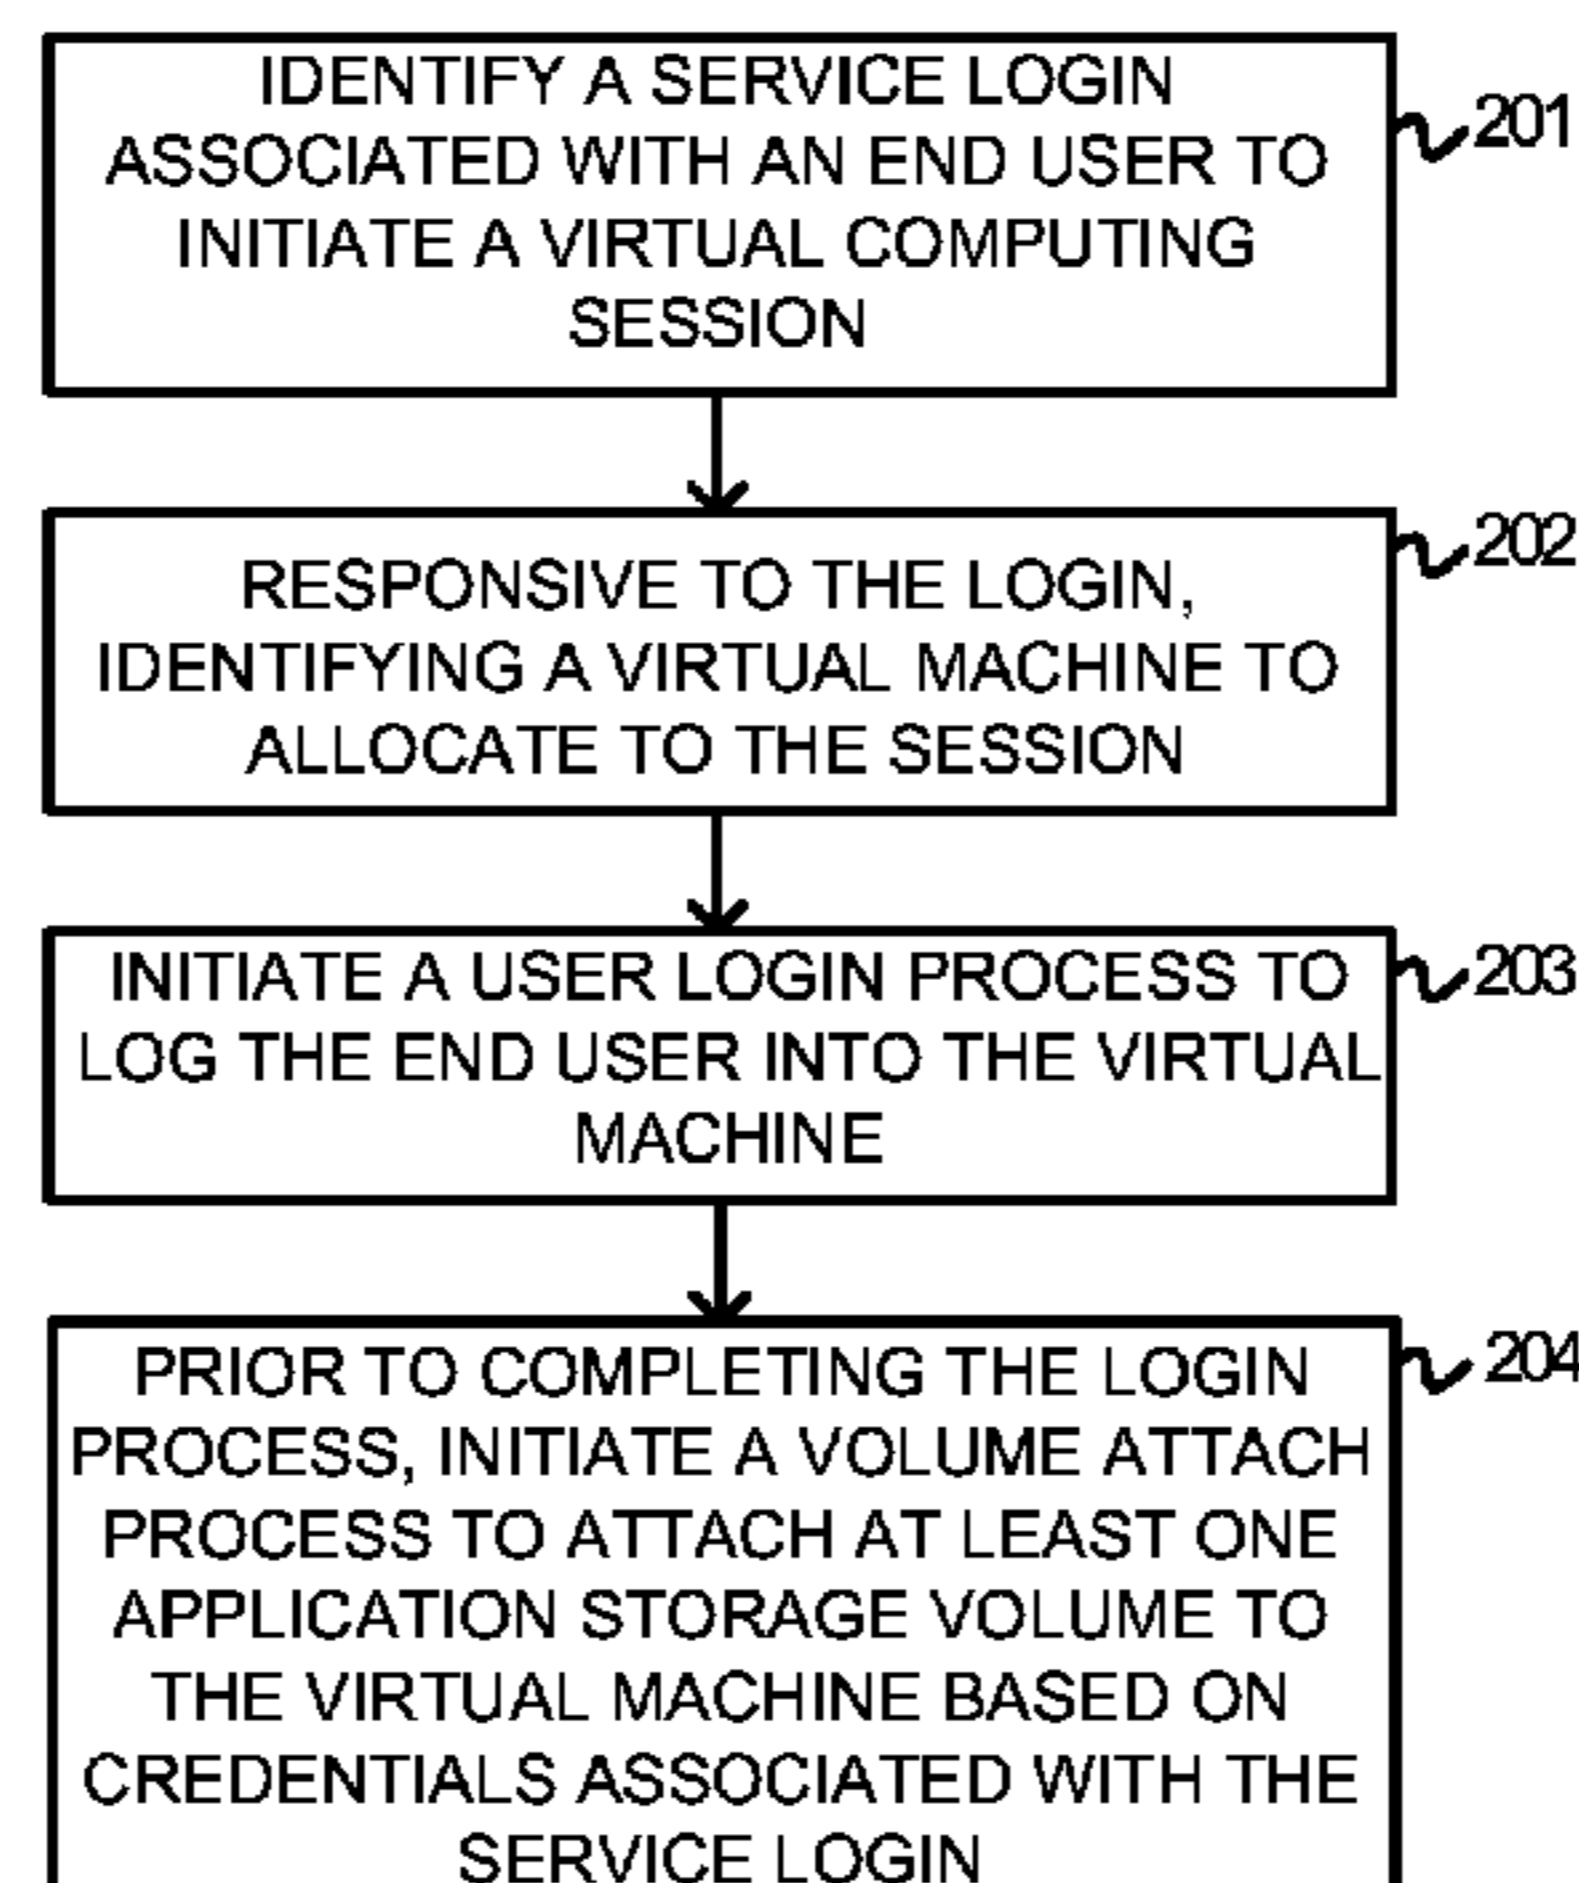 IDENTIFY A SERVICE LOGIN
ASSOCIATED WITH AN END USER TO
INITIATE A VIRTUAL COMPUTING
SESSION
201
RESPONSIVE TO THE LOGIN,
IDENTIFYING A VIRTUAL MACHINE TO
ALLOCATE TO THE SESSION
202
INITIATE A USER LOGIN PROCESS TO
LOG THE END USER INTO THE VIRTUAL
MACHINE
203
PRIOR TO COMPLETING THE LOGIN
PROCESS, INITIATE A VOLUME ATTACH
PROCESS TO ATTACH AT LEAST ONE
APPLICATION STORAGE VOLUME TO
THE VIRTUAL MACHINE BASED ON
CREDENTIALS ASSOCIATED WITH THE
SERVICE LOGIN
204